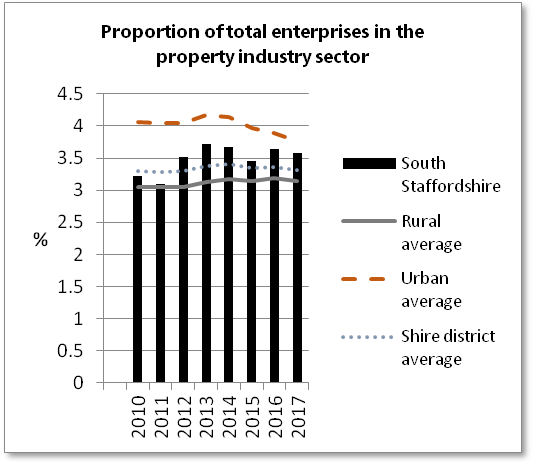 Proportion of total enterprises in the
property industry sector
4.5
4
3.5
3
2.5
2
1.5
1
0.5
0
%
2010
2011
2012
2013
2014
2015
2016
2017
South
Staffordshire
Rural
average
Urban
average
Shire district
average